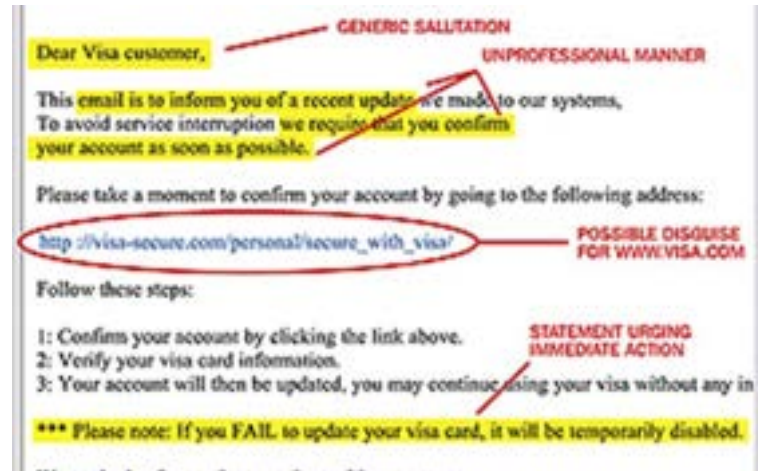 GENERIC SALUTATION
Dear Visa customer,
UNPROFESSIONAL MANNER
This email is to inform you of a recent update we made to our systems,
To avoid service interruption we require that you confirm
your account as soon as possible.
Please take a moment to confirm your account by going to the following address:
http ://visa-secure.com/personal/secure_with_visa/
POSSIBLE DISGUISE
FOR WWW.VISA.COM
Follow these steps:
STATEMENT URGING
IMMEDIATE ACTION
1: Confirm your account by clicking the link above.
2: Verify your visa card information.
3: Your account will then be updated, you may continue using your visa without any in
*** Please note: If you FAIL to update your visa card, it will be temporarily disabled.